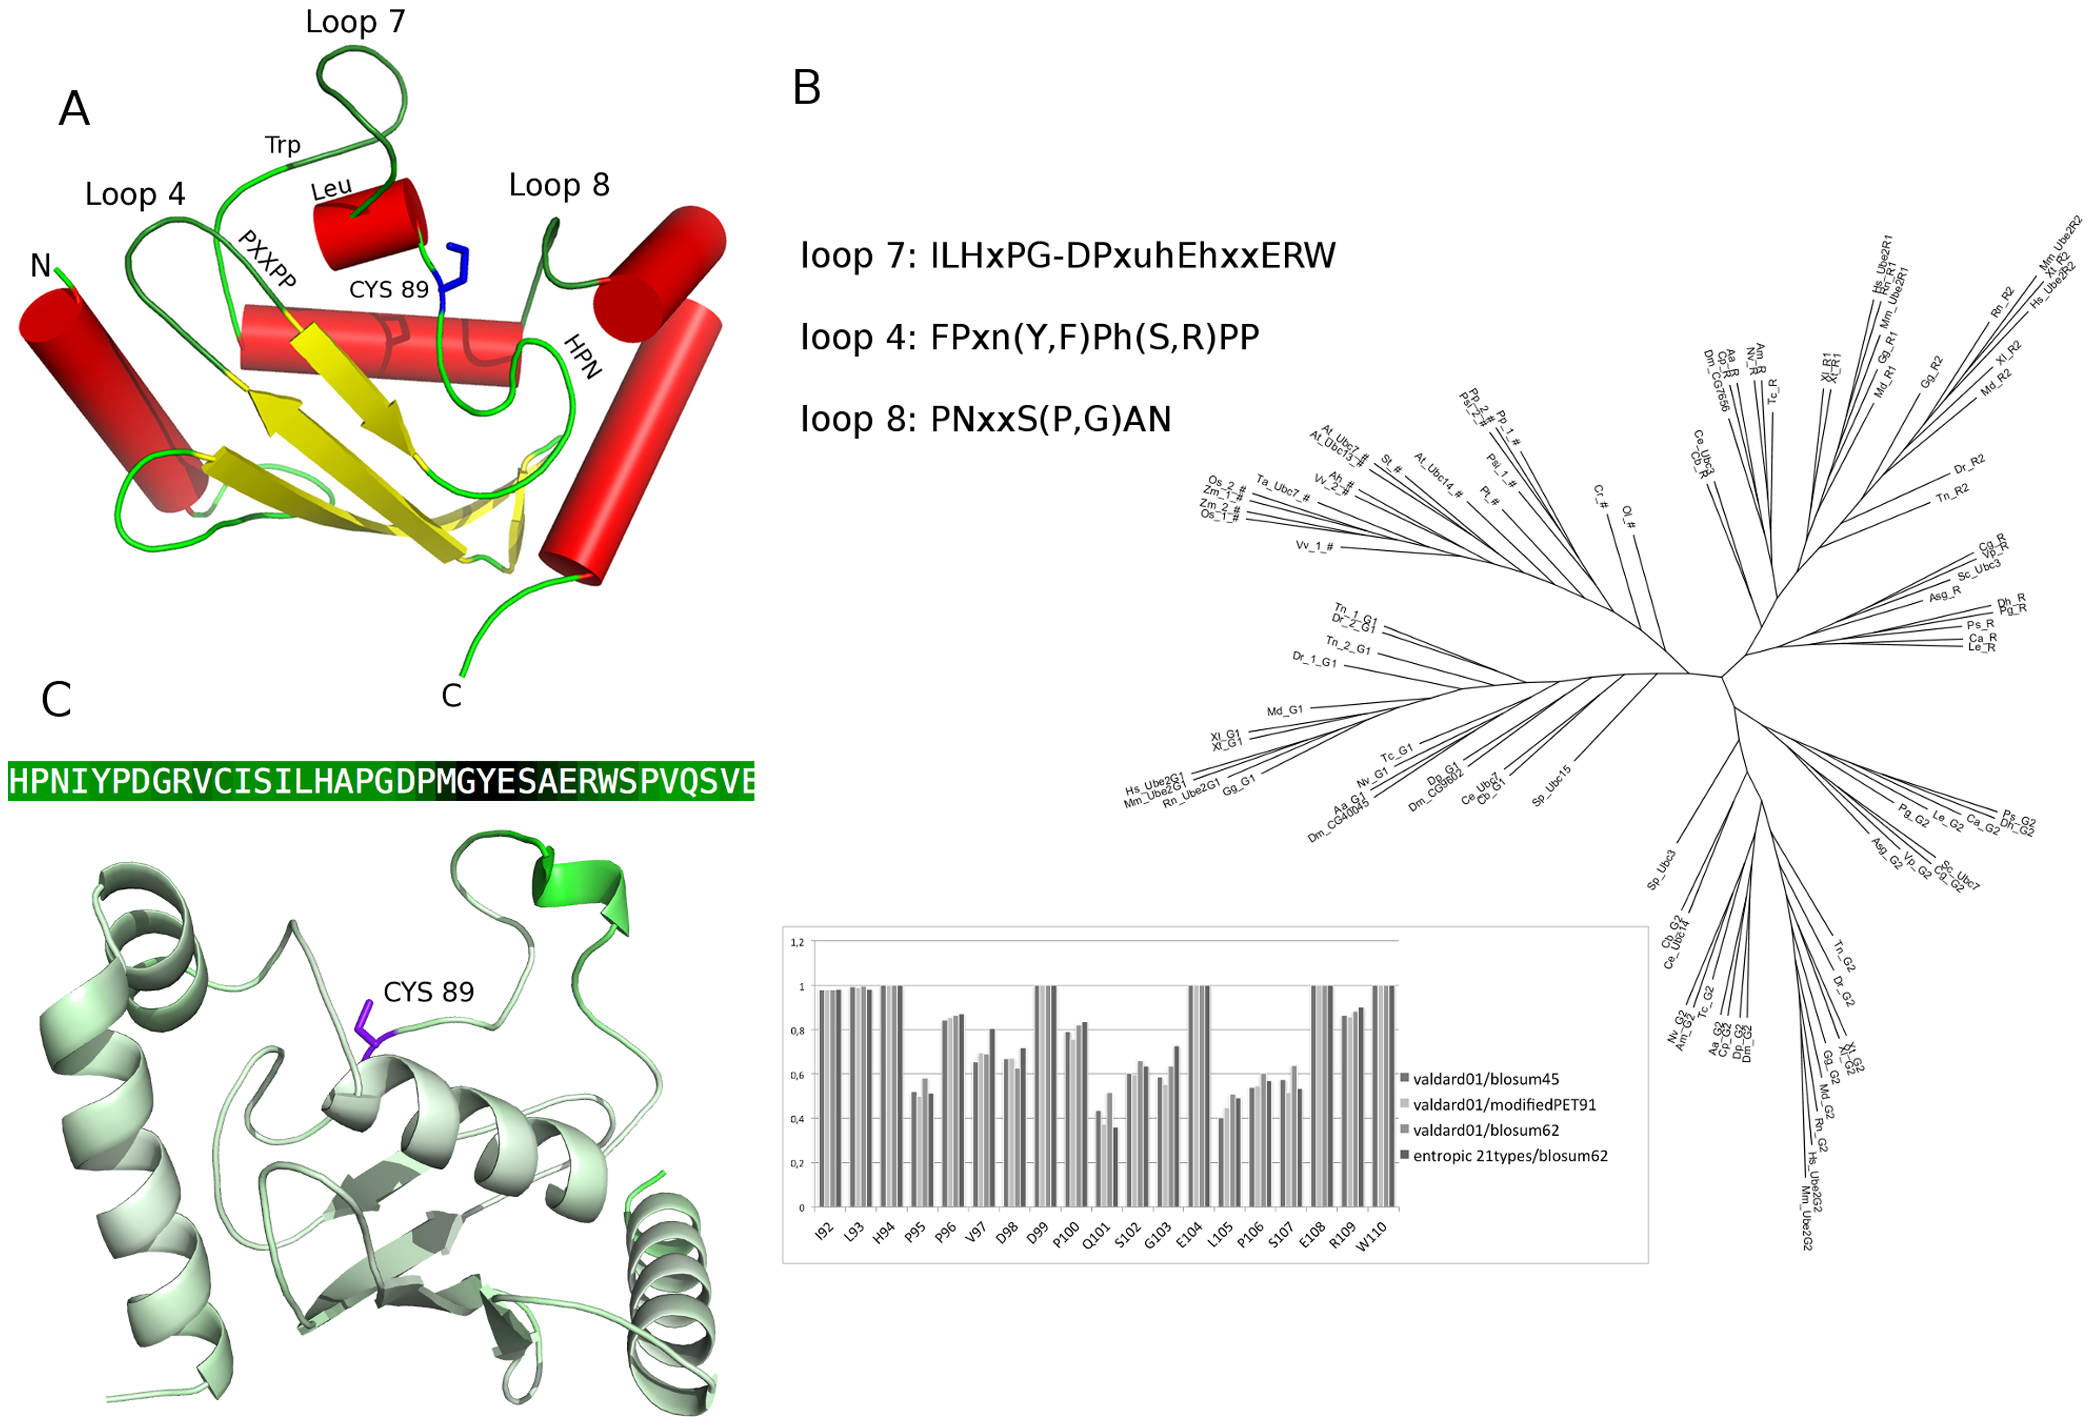 A
Loop 7
Trp
Loop 4
Leu
Loop 8
PXXPP
N
CYS 89
HPN
C
B
loop 7: ILHxPG-DPxuhEhxxERW
loop 4: FPxn(Y,F)Ph(S,R)PP
loop 8: PNxxS(P,G)AN
Mm_Ube2R2
Xt_R2
Hs_Ube2R2
Rn_R2
Xl_R2
Md_R2
Gg_R2
Dr_R2
Tn_R2
Hs_Ube2R1
Rn_R1
Mm_Ube2R1
Gg_R1
Md_R1
Xl_R1
Xt_R1
Am_R
Nv_R
Tc_R
Aa_R
Cp_R
Dm_CG7656
Ce_Ubc3
Cb_R
Cg_R
Vp_R
Sc_Ubc3
Asg_R
Dh_R
Pg_R
Ps_R
Ca_R
Le_R
Pp_2_#
Psi_2_#
Pp_1_#
Psi_1_#
Pt_#
Cr_#
Ol_#
At_Ubc7_#
At_Ubc13_#
St_#
At_Ubc14_#
Ah_#
Vv_2_#
Ta_Ubc7_#
Os_2_#
Zm_1_#
Zm_2_#
Os_1_#
Vv_1_#
Tn_1_G1
Dr_2_G1
Tn_2_G1
Dr_1_G1
Md_G1
Xl_G1
Xt_G1
Hs_Ube2G1
Mm_Ube2G1
Rn_Ube2G1
Gg_G1
Tc_G1
Nv_G1
Aa_G1
Dm_CG40045
Dp_G1
Dm_CG9602
Ce_Ubc7
Cb_G1
Sp_Ubc15
Ps_G2
Dh_G2
Ca_G2
Le_G2
Pg_G2
Sc_Ubc7
Cg_G2
Vp_G2
Asg_G2
Sp_Ubc3
Cb_G2
Ce_Ubc14
Nv_G2
Am_G2
Tc_G2
Aa_G2
Cp_G2
Dp_G2
Dm_G2
Tn_G2
Dr_G2
Xt_G2
Xl_G2
Gg_G2
Md_G2
Rn_G2
Hs_Ube2G2
Mm_Ube2G2
C
HPNIYPDGRVCISILHAPGDPMGYESAERWSPVQSVE
CYS 89
1,2
1
0,8
0,6
0,4
0,2
0
I92 L93 H94 P95 P96 V97 D98 D99 P100 Q101 S102 G103 E104 L105 P106 S107 E108 R109 W110
valdard01/blosum45
valdard01/modifiedPET91
valdard01/blosum62
entropic 21types/blosum62